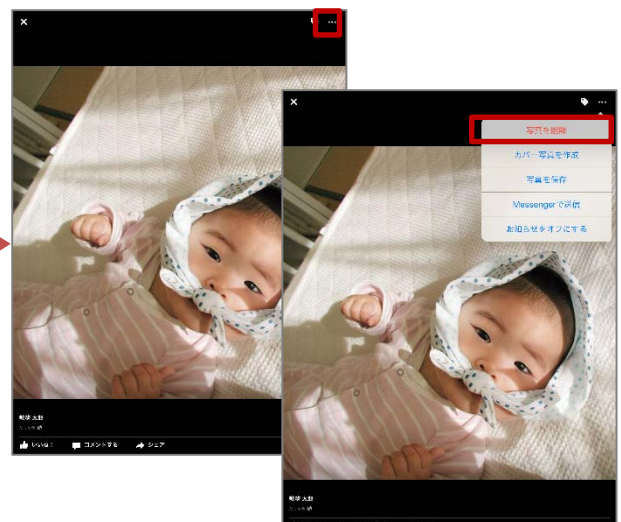 いいね！
コメントする
シェア
写真を削除
カバー写真を作成
写真を保存
Messengerで送信
お知らせをオフにする